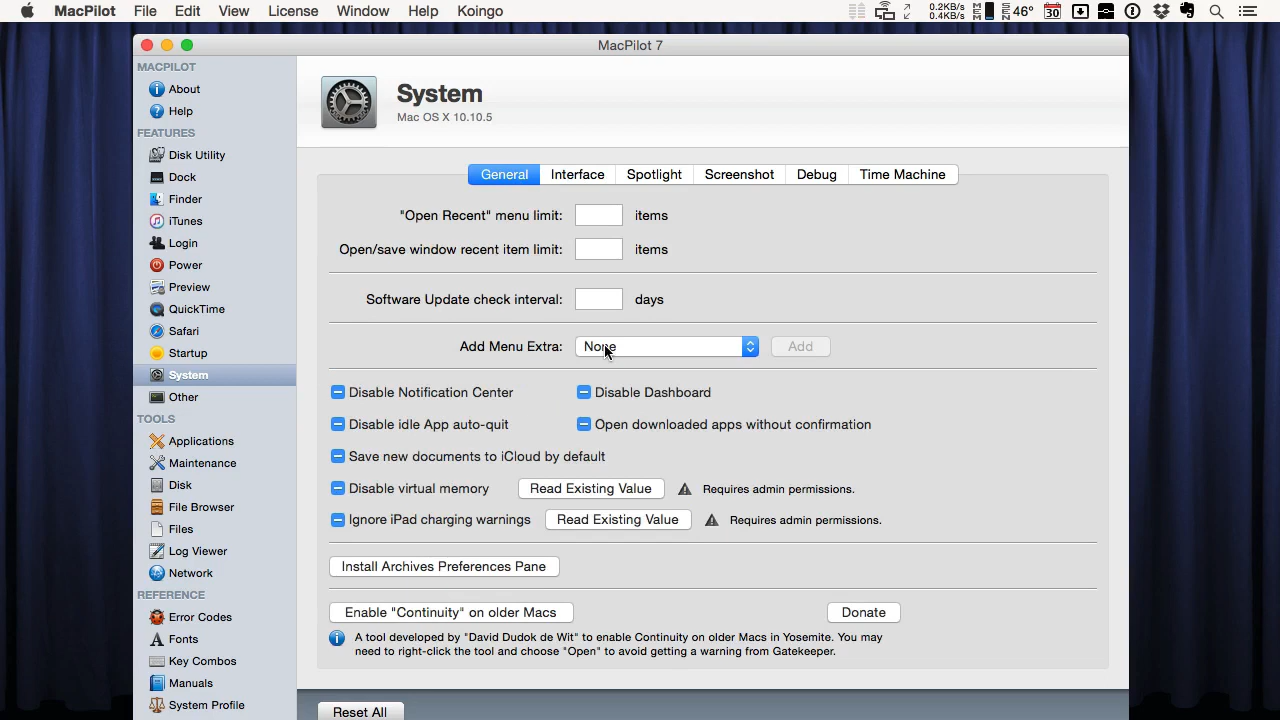 MacPilot File Edit View License Window Help Koingo 0.2KB/s 0.4KB/s MEM SEN 46° 30
MacPilot 7
MACPILOT
About
Help
FEATURES
Disk Utility
Dock
Finder
iTunes
Login
Power
Preview
QuickTime
Safari
Startup
System
Other
TOOLS
Applications
Maintenance
Disk
File Browser
Files
Log Viewer
Network
REFERENCE
Error Codes
Fonts
Key Combos
Manuals
System Profile
System
Mac OS X 10.10.5
General Interface Spotlight Screenshot Debug Time Machine
"Open Recent" menu limit: items
Open/save window recent item limit: items
Software Update check interval: days
Add Menu Extra: None Add
Disable Notification Center Disable Dashboard
Disable idle App auto-quit Open downloaded apps without confirmation
Save new documents to iCloud by default
Disable virtual memory Read Existing Value Requires admin permissions.
Ignore iPad charging warnings Read Existing Value Requires admin permissions.
Install Archives Preferences Pane
Enable "Continuity" on older Macs Donate
A tool developed by "David Dudok de Wit" to enable Continuity on older Macs in Yosemite. You may
need to right-click the tool and choose "Open" to avoid getting a warning from Gatekeeper.
Reset All